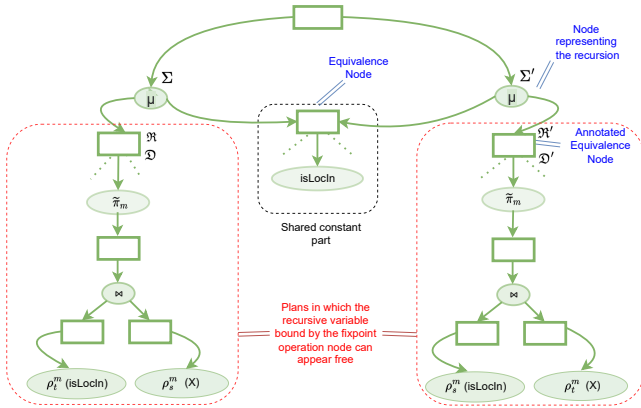 Node
representing
the recursion
Equivalence
Node
Σ
Σ′
μ
μ
ℜ
𝔇
ℜ′
𝔇′
Annotated
Equivalence
Node
isLocIn
π̃ₘ
π̃ₘ
Shared constant
part
⋈
⋈
Plans in which the
recursive variable
bound by the fixpoint
operation node can
appear free
ρₜᵐ (isLocIn)
ρₛᵐ (X)
ρₛᵐ (isLocIn)
ρₜᵐ (X)